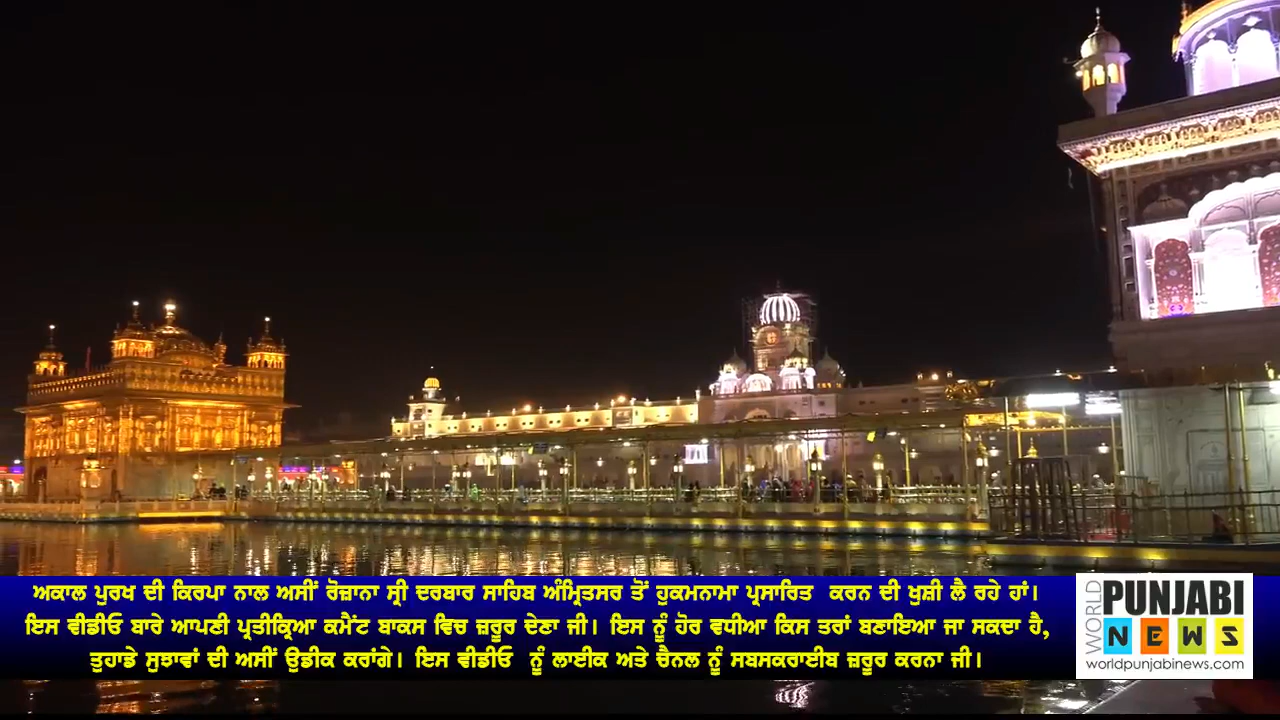 ਅਕਾਲ ਪੁਰਖ ਦੀ ਕਿਰਪਾ ਨਾਲ ਅਸੀਂ ਰੋਜ਼ਾਨਾ ਸ੍ਰੀ ਦਰਬਾਰ ਸਾਹਿਬ ਅੰਮ੍ਰਿਤਸਰ ਤੋਂ ਹੁਕਮਨਾਮਾ ਪ੍ਰਸਾਰਿਤ ਕਰਨ ਦੀ ਖੁਸ਼ੀ ਲੈ ਰਹੇ ਹਾਂ।
ਇਸ ਵੀਡੀਓ ਬਾਰੇ ਆਪਣੀ ਪ੍ਰਤੀਕ੍ਰਿਆ ਕਮੈਂਟ ਬਾਕਸ ਵਿਚ ਜ਼ਰੂਰ ਦੇਣਾ ਜੀ। ਇਸ ਨੂੰ ਹੋਰ ਵਧੀਆ ਕਿਸ ਤਰਾਂ ਬਣਾਇਆ ਜਾ ਸਕਦਾ ਹੈ,
ਤੁਹਾਡੇ ਸੁਝਾਵਾਂ ਦੀ ਅਸੀਂ ਉਡੀਕ ਕਰਾਂਗੇ। ਇਸ ਵੀਡੀਓ ਨੂੰ ਲਾਈਕ ਅਤੇ ਚੈਨਲ ਨੂੰ ਸਬਸਕਰਾਈਬ ਜ਼ਰੂਰ ਕਰਨਾ ਜੀ।
WORLD
PUNJABI
NEWS
worldpunjabinews.com